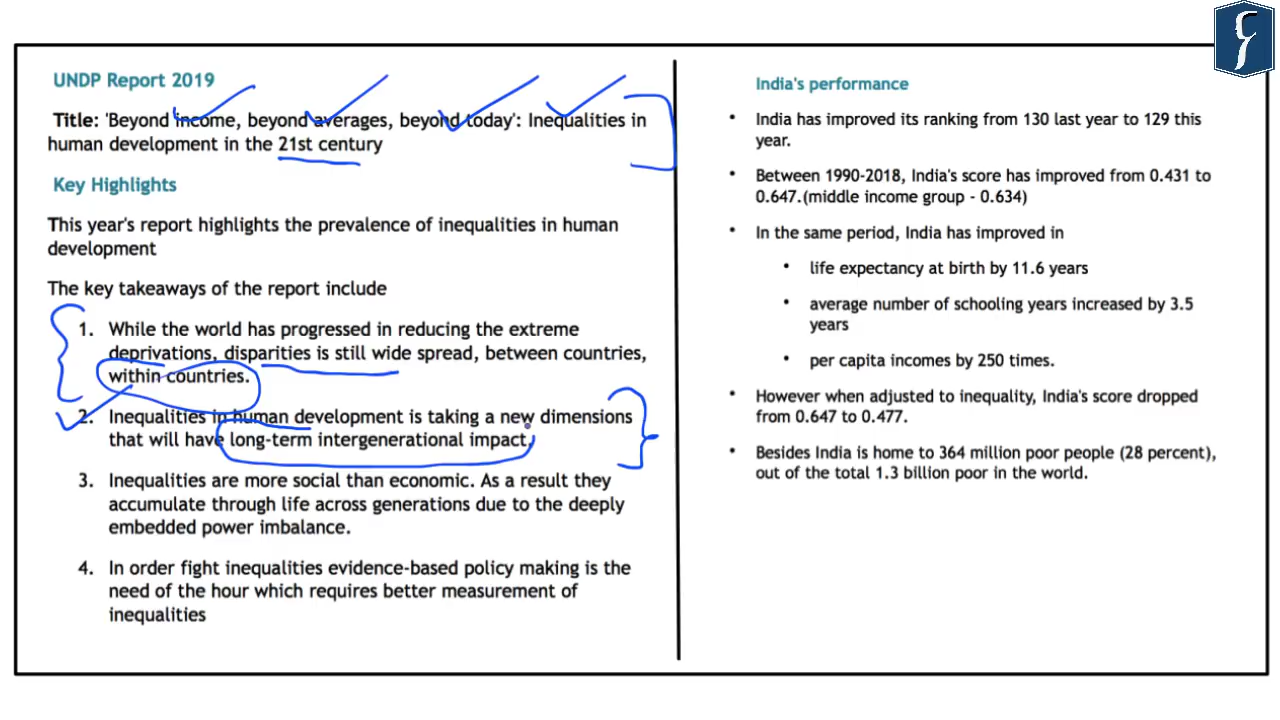 UNDP Report 2019
Title: 'Beyond income, beyond averages, beyond today': Inequalities in
human development in the 21st century
Key Highlights
This year's report highlights the prevalence of inequalities in human
development
The key takeaways of the report include
1. While the world has progressed in reducing the extreme
deprivations, disparities is still wide spread, between countries,
within countries.
2. Inequalities in human development is taking a new dimensions
that will have long-term intergenerational impact.
3. Inequalities are more social than economic. As a result they
accumulate through life across generations due to the deeply
embedded power imbalance.
4. In order fight inequalities evidence-based policy making is the
need of the hour which requires better measurement of
inequalities
India's performance
• India has improved its ranking from 130 last year to 129 this
year.
• Between 1990-2018, India's score has improved from 0.431 to
0.647.(middle income group - 0.634)
• In the same period, India has improved in
• life expectancy at birth by 11.6 years
• average number of schooling years increased by 3.5
years
• per capita incomes by 250 times.
• However when adjusted to inequality, India's score dropped
from 0.647 to 0.477.
• Besides India is home to 364 million poor people (28 percent),
out of the total 1.3 billion poor in the world.